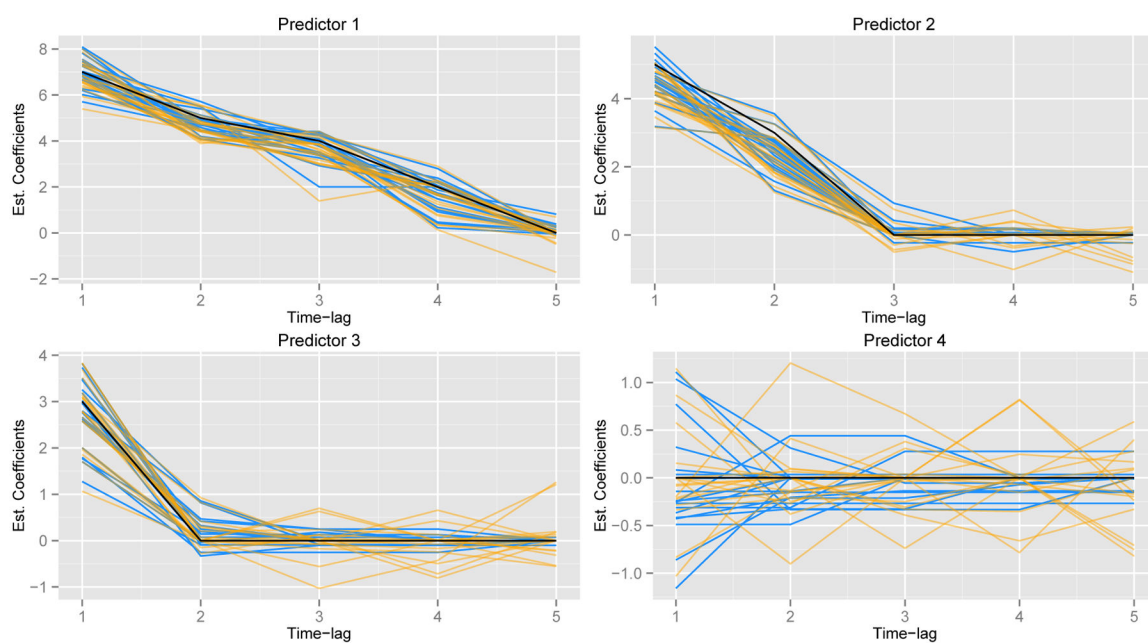 Predictor 1
Est. Coefficients
8
6
4
2
0
−2
1 2 3 4 5
Time−lag
Predictor 2
Est. Coefficients
4
2
0
1 2 3 4 5
Time−lag
Predictor 3
Est. Coefficients
4
3
2
1
0
−1
1 2 3 4 5
Time−lag
Predictor 4
Est. Coefficients
1.0
0.5
0.0
−0.5
−1.0
1 2 3 4 5
Time−lag